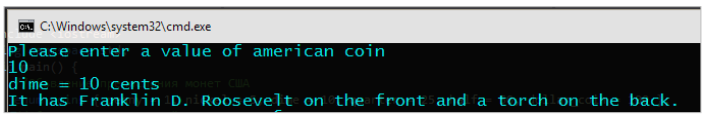 C:\Windows\system32\cmd.exe
Please enter a value of american coin
10
dime = 10 cents
It has Franklin D. Roosevelt on the front and a torch on the back.